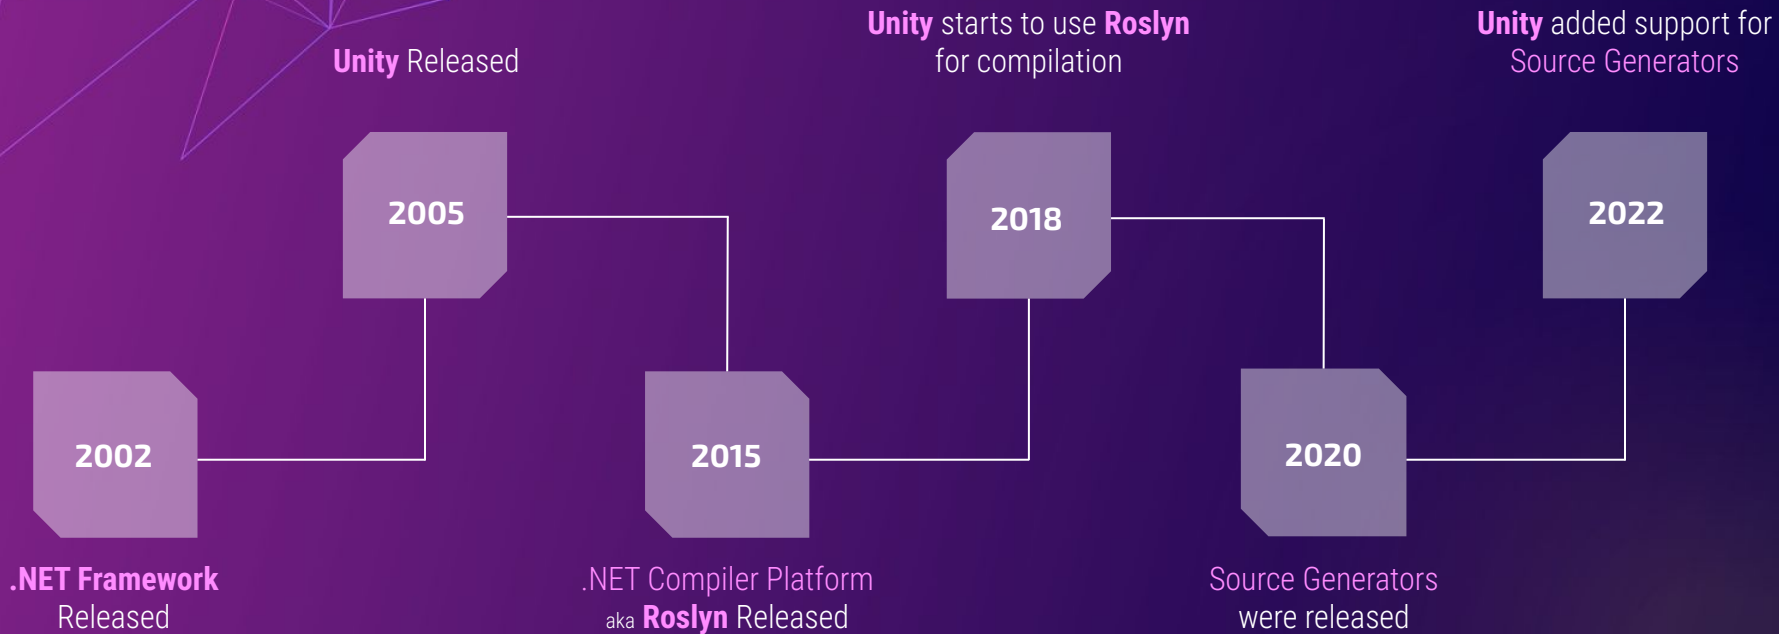 Unity starts to use Roslyn
for compilation
Unity added support for
Source Generators
Unity Released
2005
2018
2022
2002
2015
2020
.NET Framework
Released
.NET Compiler Platform
aka Roslyn Released
Source Generators
were released